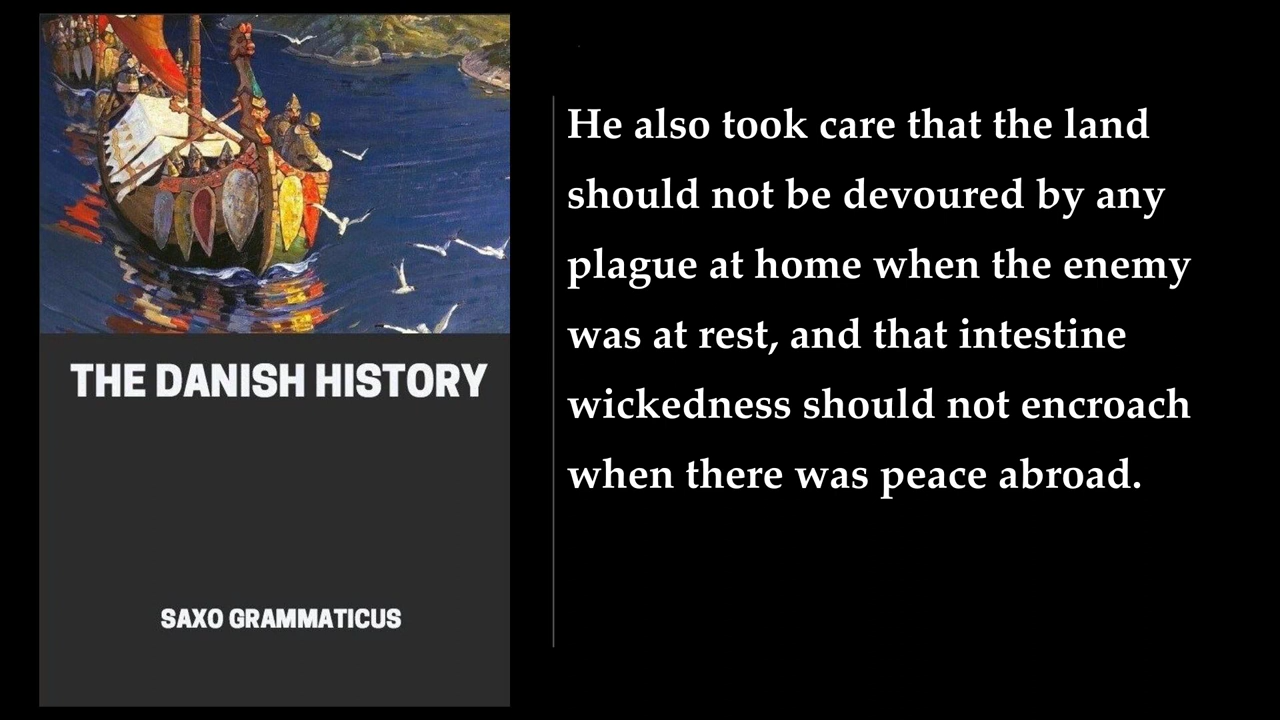 THE DANISH HISTORY
SAXO GRAMMATICUS
He also took care that the land
should not be devoured by any
plague at home when the enemy
was at rest, and that intestine
wickedness should not encroach
when there was peace abroad.